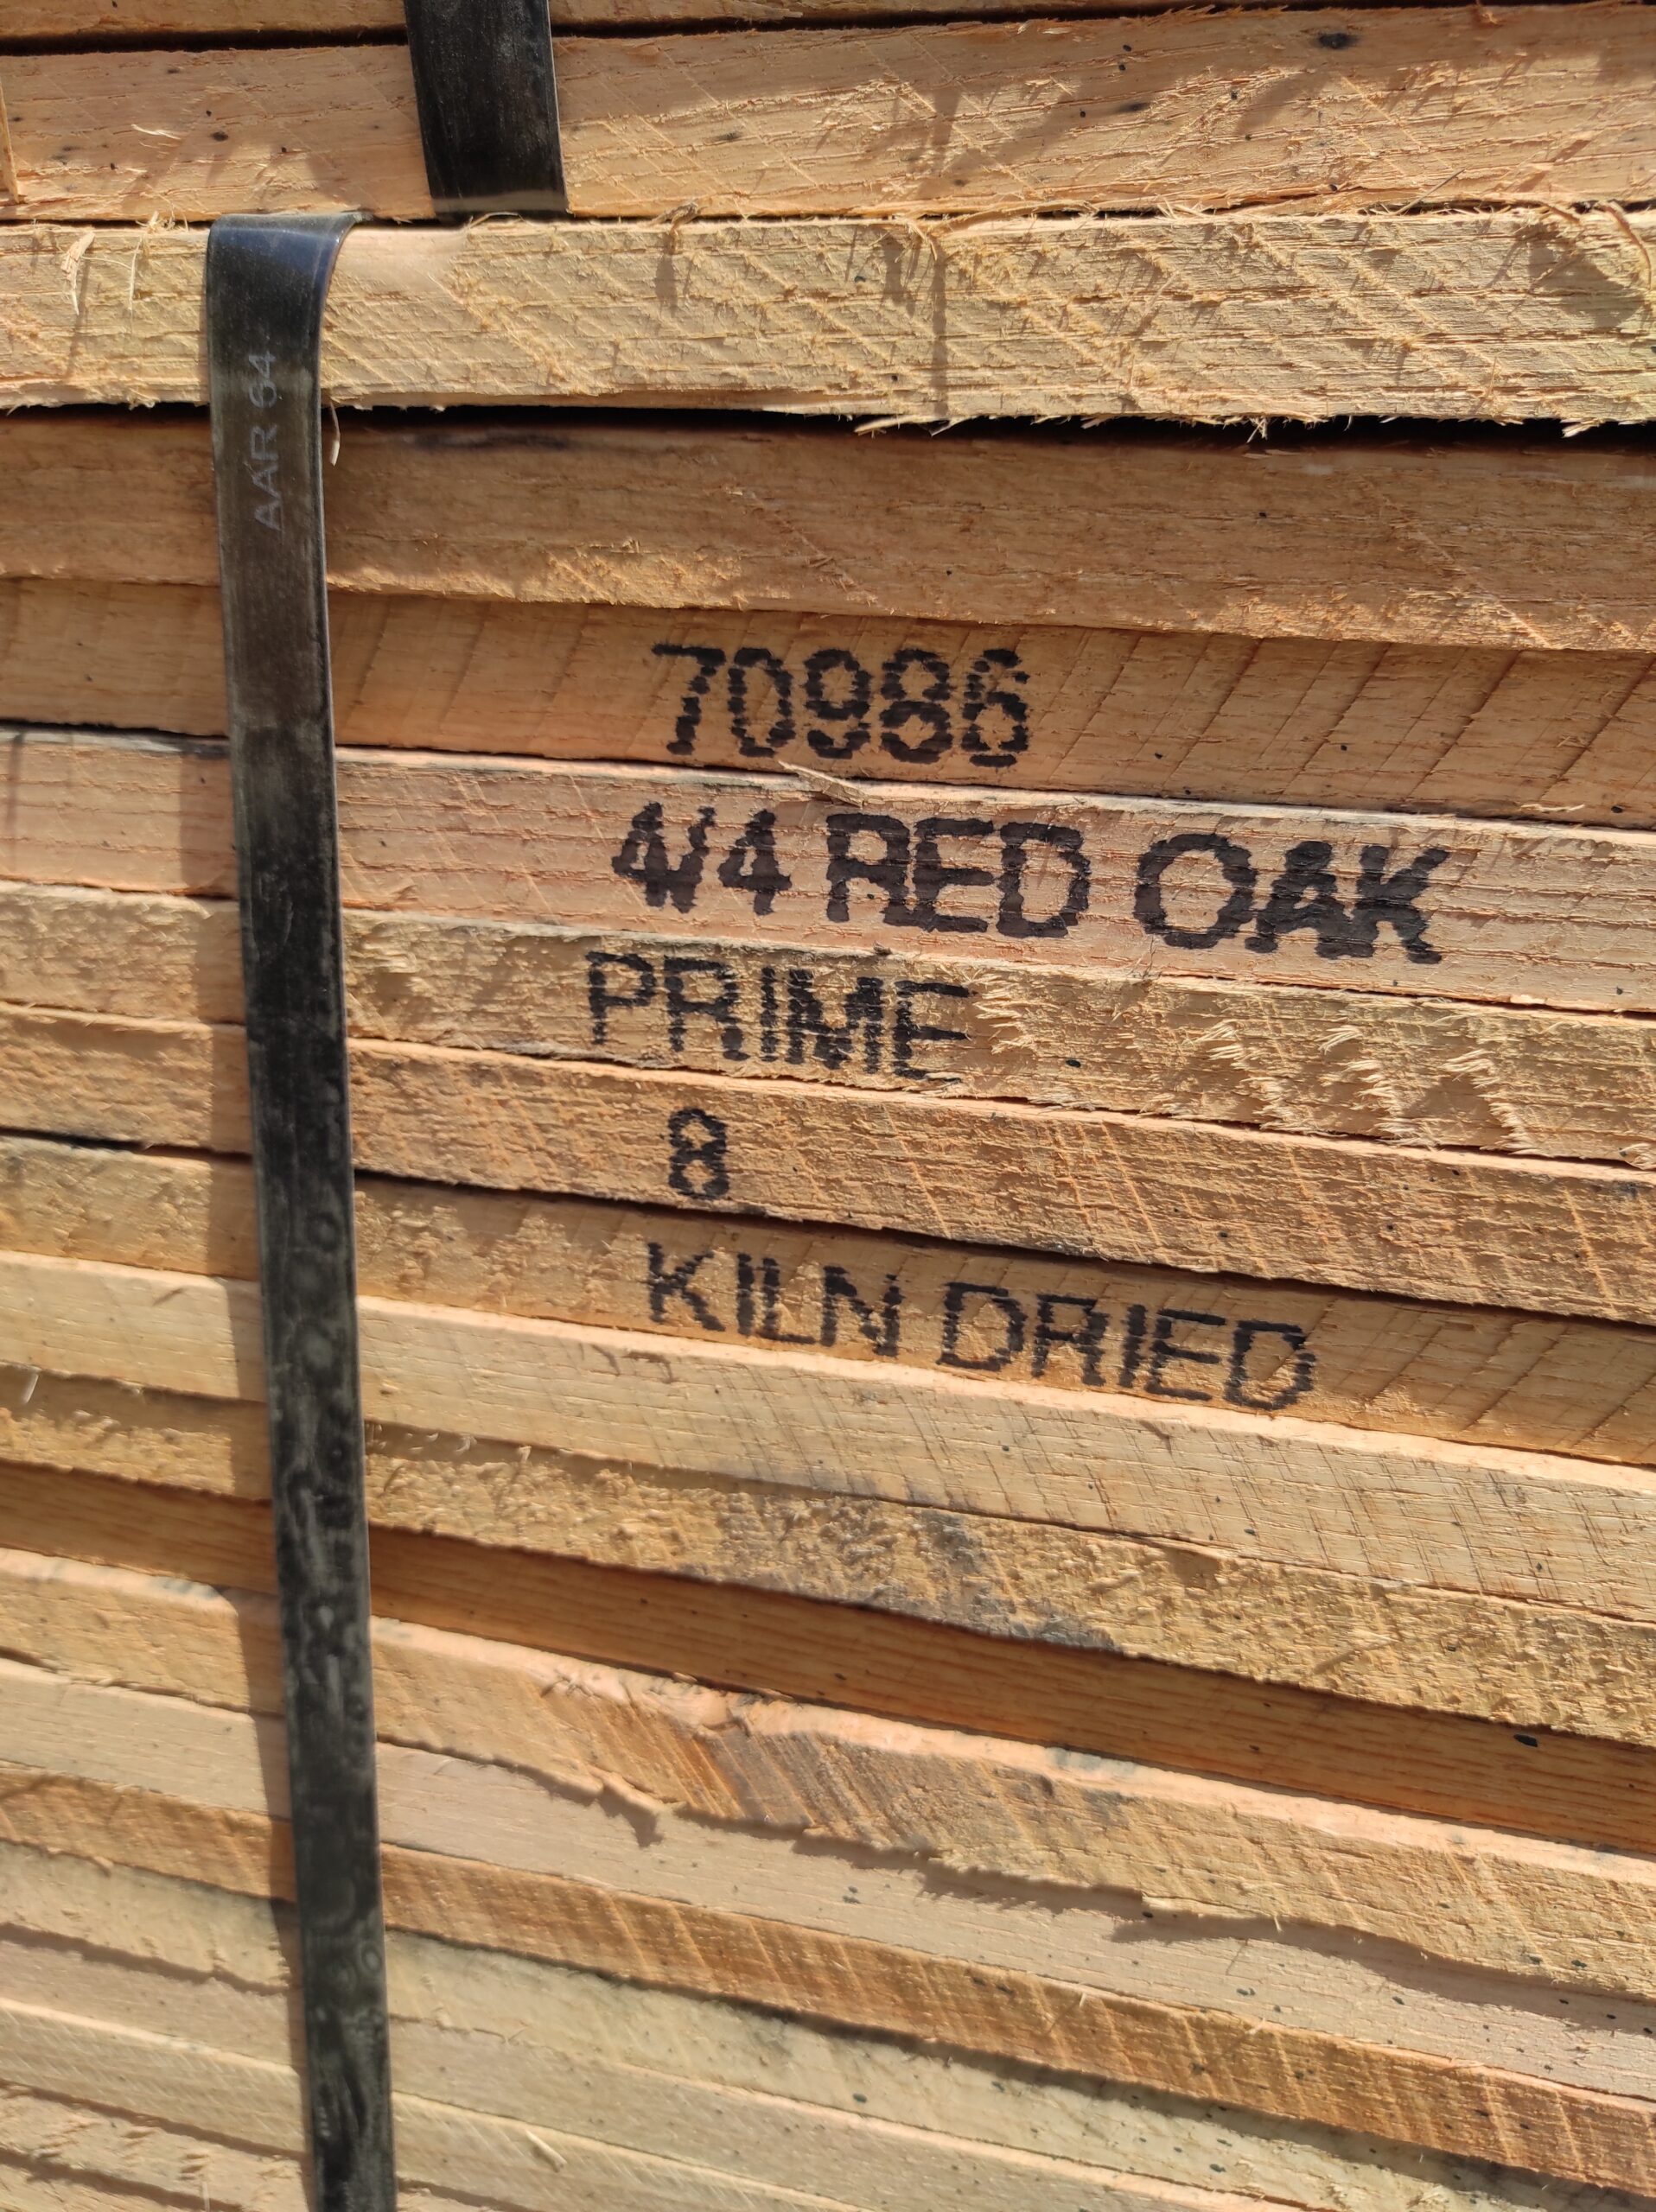 AAR 64
70986
4/4 RED OAK
PRIME
8
KILN DRIED